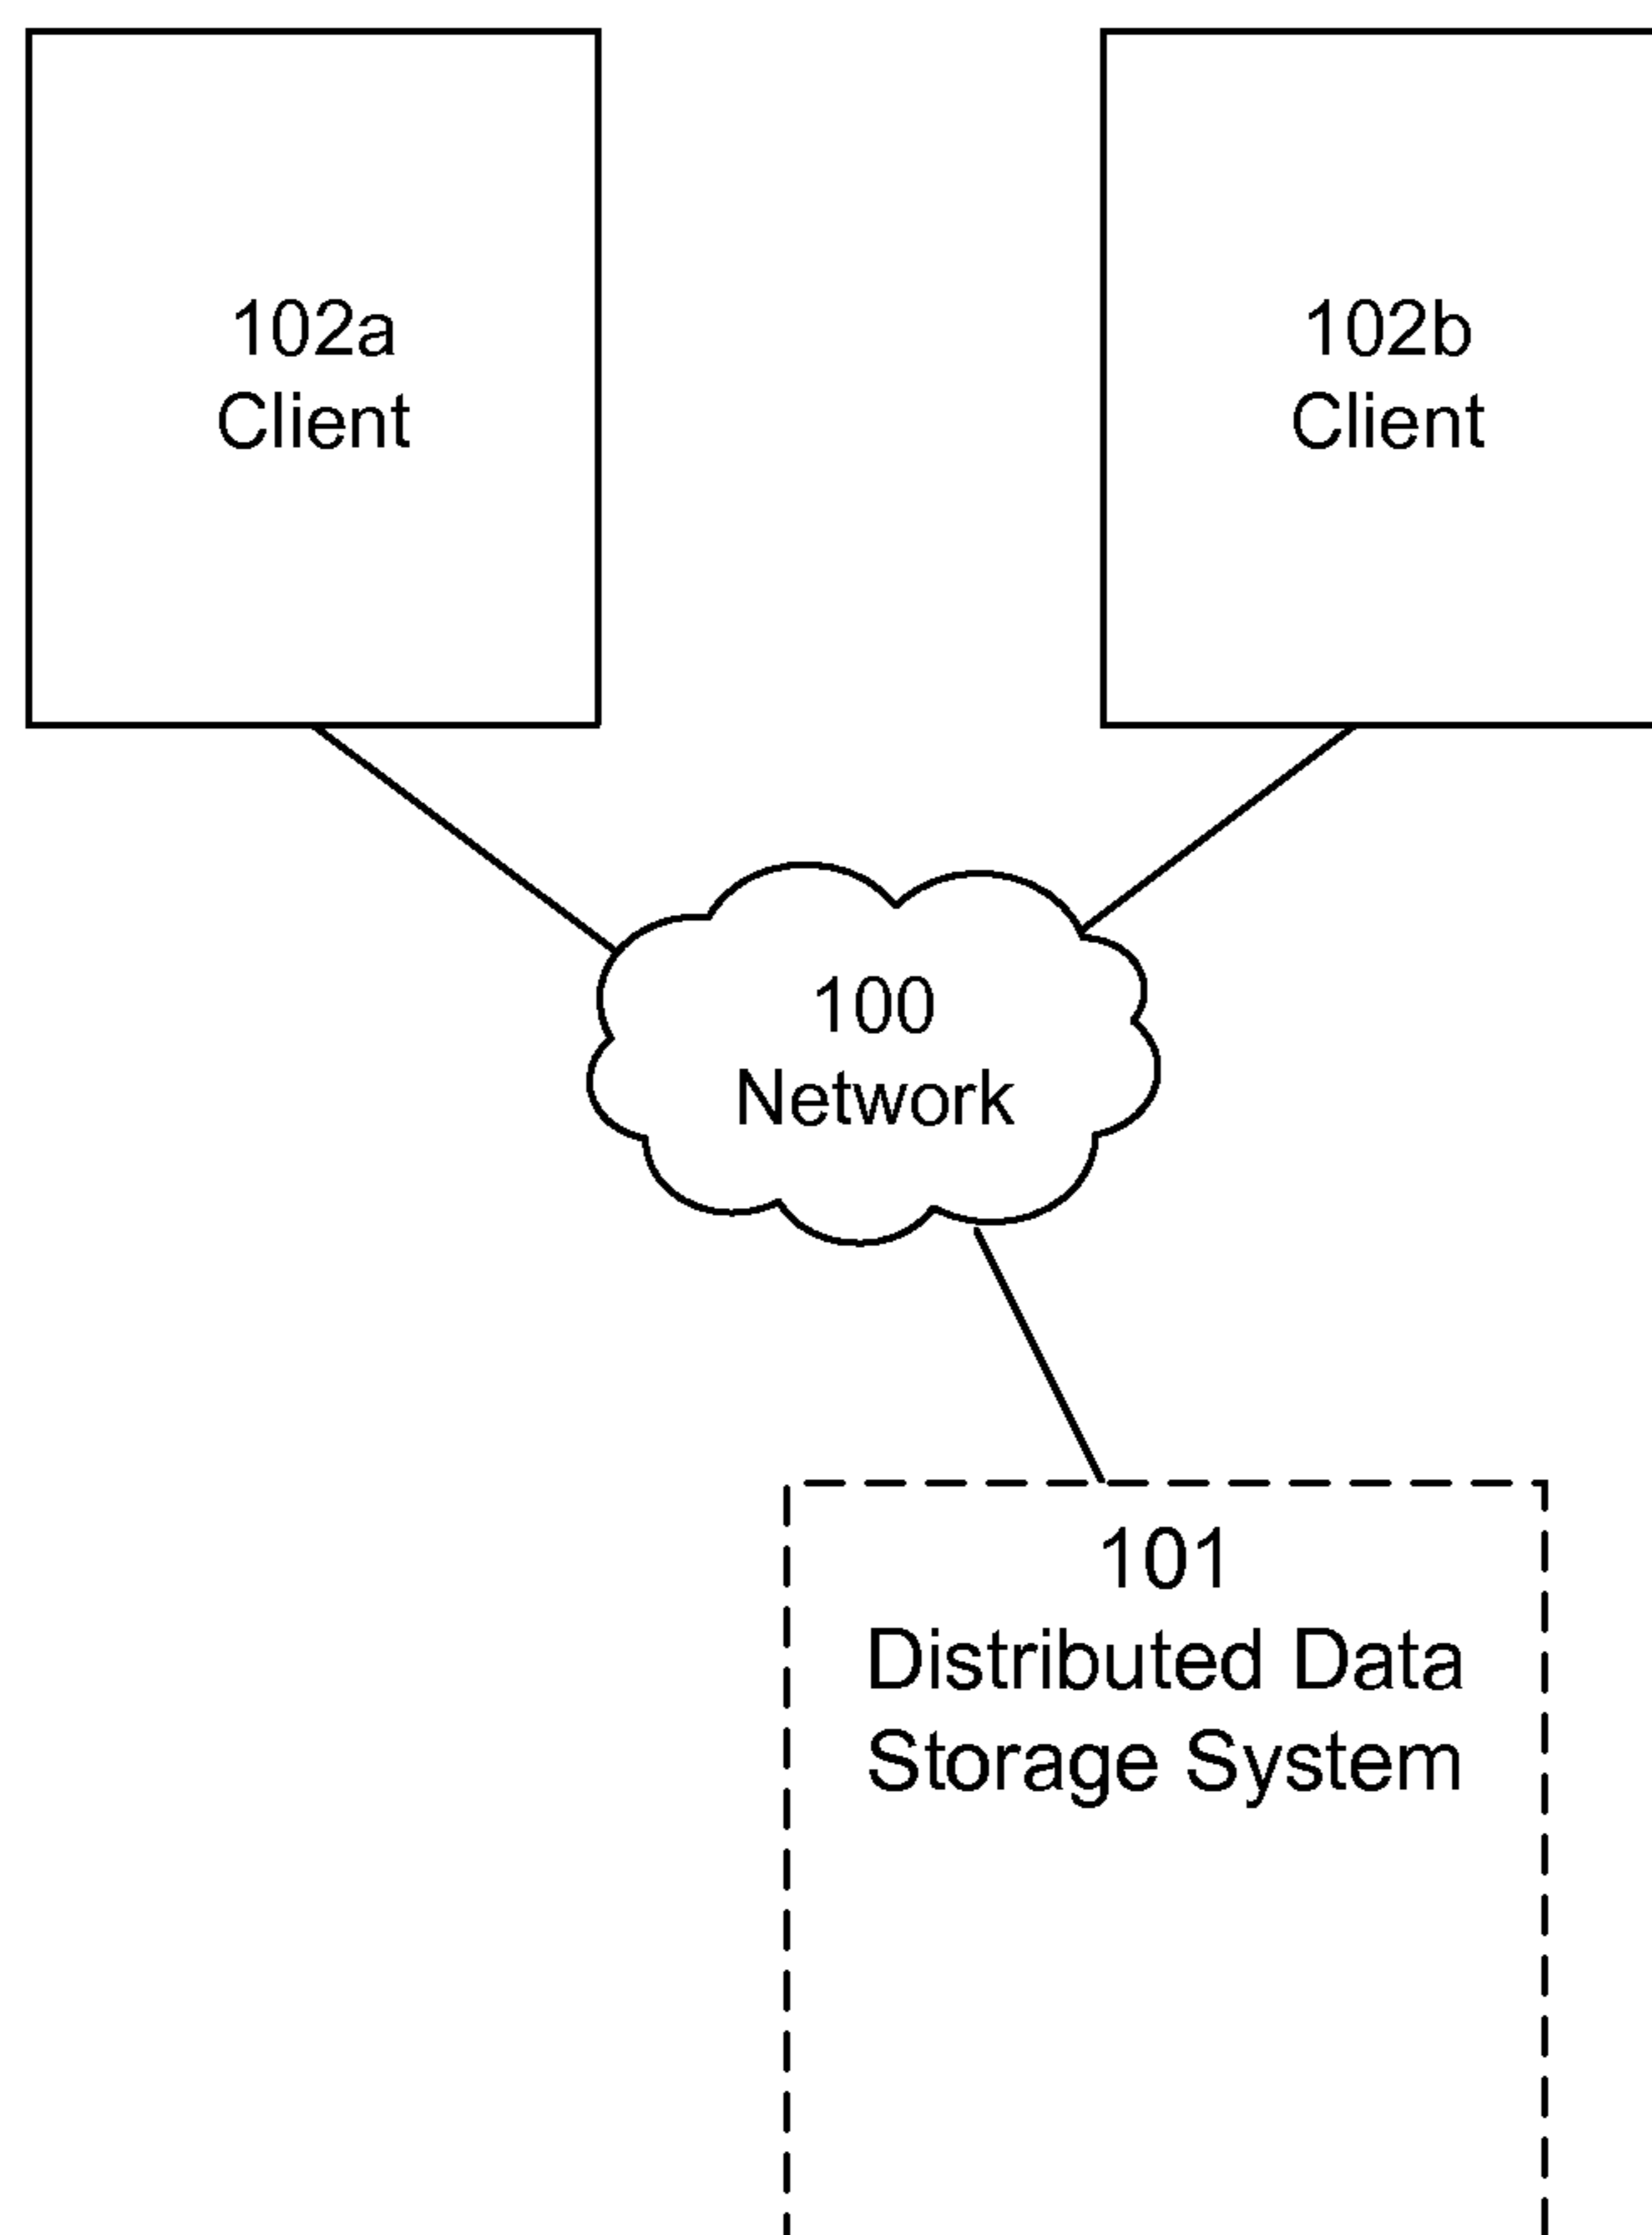 102a
Client
102b
Client
100
Network
101
Distributed Data
Storage System